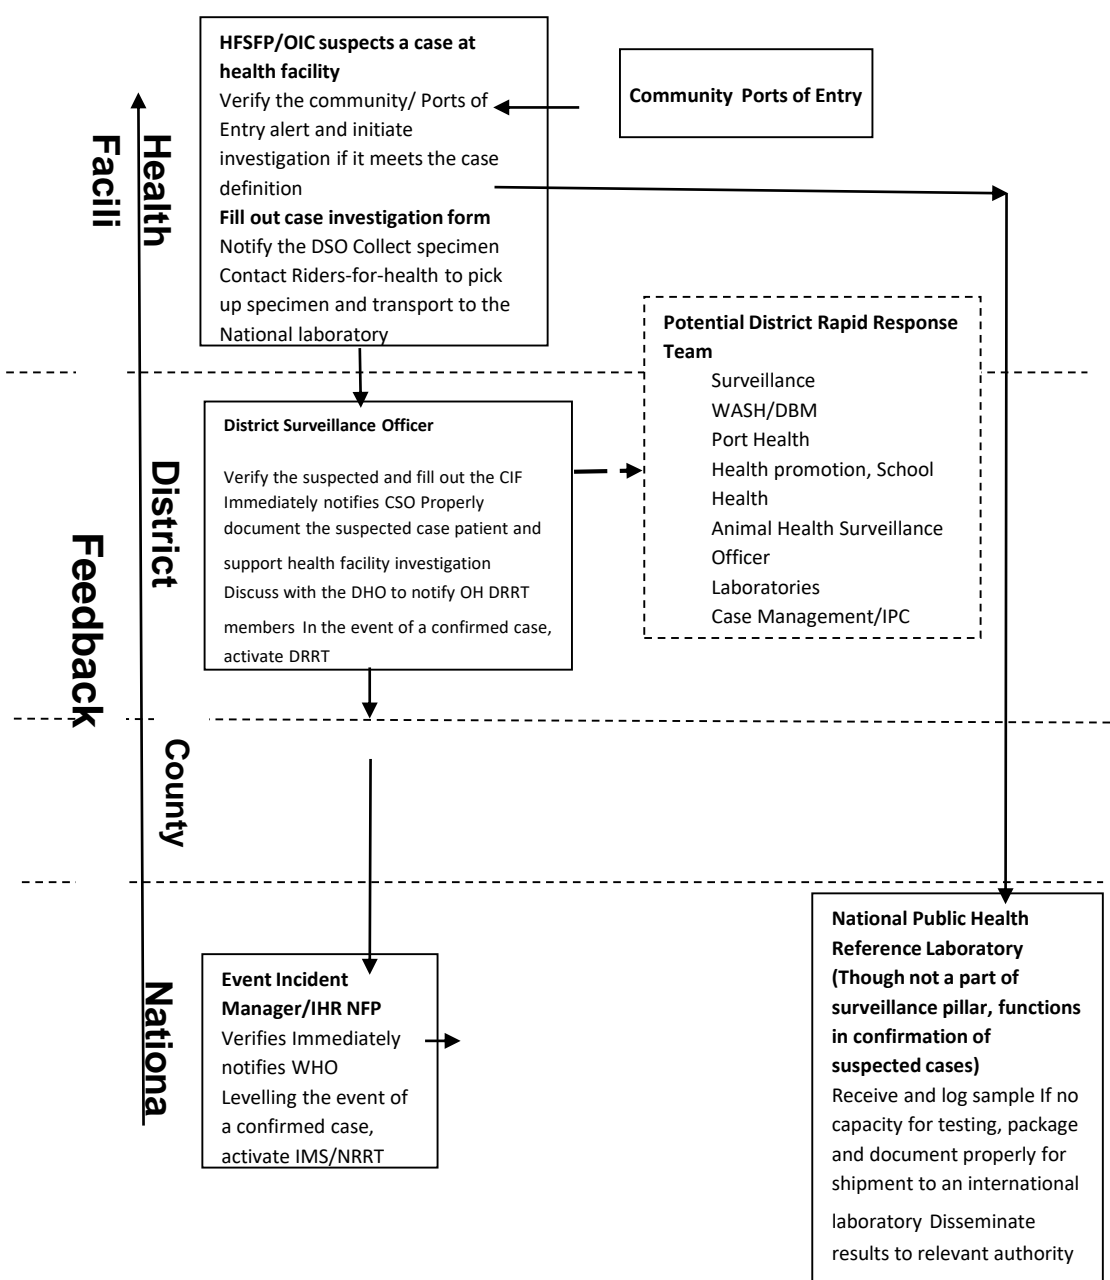 HFSFP/OIC suspects a case at
health facility
Verify the community/ Ports of
Entry alert and initiate
investigation if it meets the case
definition
Fill out case investigation form
Notify the DSO Collect specimen
Contact Riders-for-health to pick
up specimen and transport to the
National laboratory
Community Ports of Entry
Health
Facili
Potential District Rapid Response
Team
Surveillance
WASH/DBM
Port Health
Health promotion, School
Health
Animal Health Surveillance
Officer
Laboratories
Case Management/IPC
District Surveillance Officer
Verify the suspected and fill out the CIF
Immediately notifies CSO Properly
document the suspected case patient and
support health facility investigation
Discuss with the DHO to notify OH DRRT
members In the event of a confirmed case,
activate DRRT
District
Feedback
County
Nationa
Event Incident
Manager/IHR NFP
Verifies Immediately
notifies WHO
Levelling the event of
a confirmed case,
activate IMS/NRRT
National Public Health
Reference Laboratory
(Though not a part of
surveillance pillar, functions
in confirmation of
suspected cases)
Receive and log sample If no
capacity for testing, package
and document properly for
shipment to an international
laboratory Disseminate
results to relevant authority